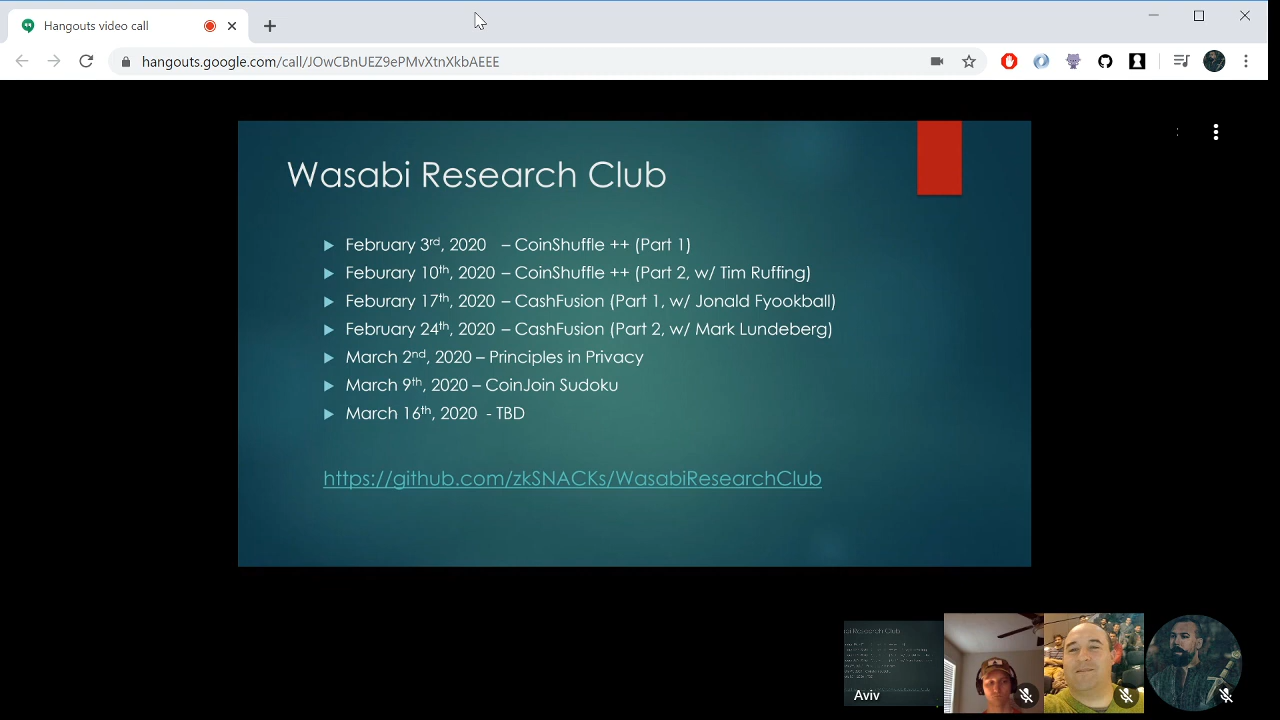 Hangouts video call
hangouts.google.com/call/JOwCBnUEZ9ePMvXtnXkbAEEE
Wasabi Research Club
February 3rd, 2020 – CoinShuffle ++ (Part 1)
Feburary 10th, 2020 – CoinShuffle ++ (Part 2, w/ Tim Ruffing)
Feburary 17th, 2020 – CashFusion (Part 1, w/ Jonald Fyookball)
February 24th, 2020 – CashFusion (Part 2, w/ Mark Lundeberg)
March 2nd, 2020 – Principles in Privacy
March 9th, 2020 – CoinJoin Sudoku
March 16th, 2020 - TBD
https://github.com/zkSNACKs/WasabiResearchClub
Aviv